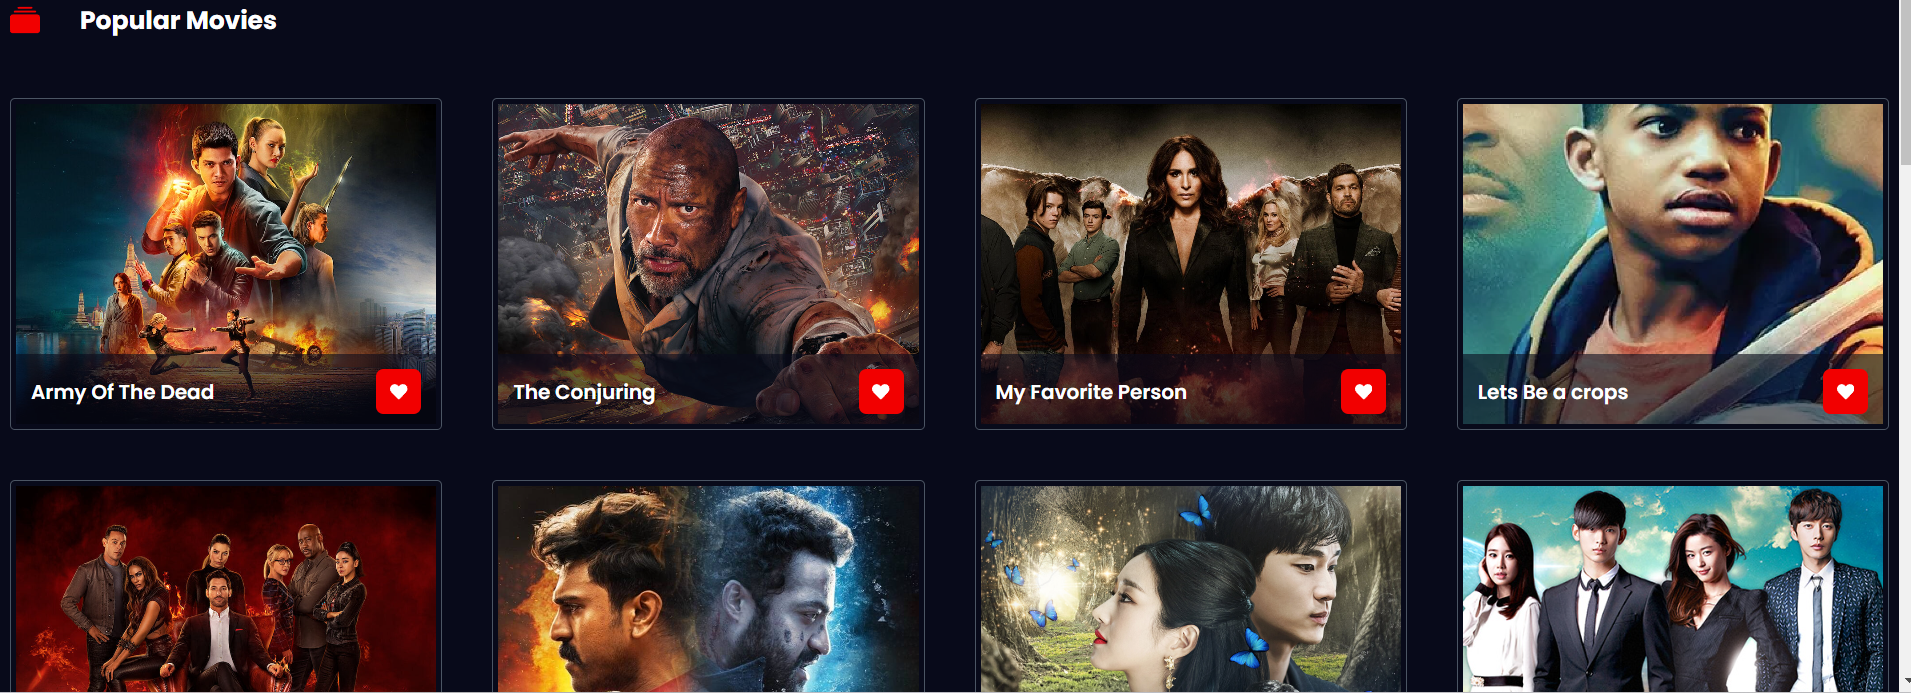 Popular Movies
Army Of The Dead
The Conjuring
My Favorite Person
Lets Be a crops